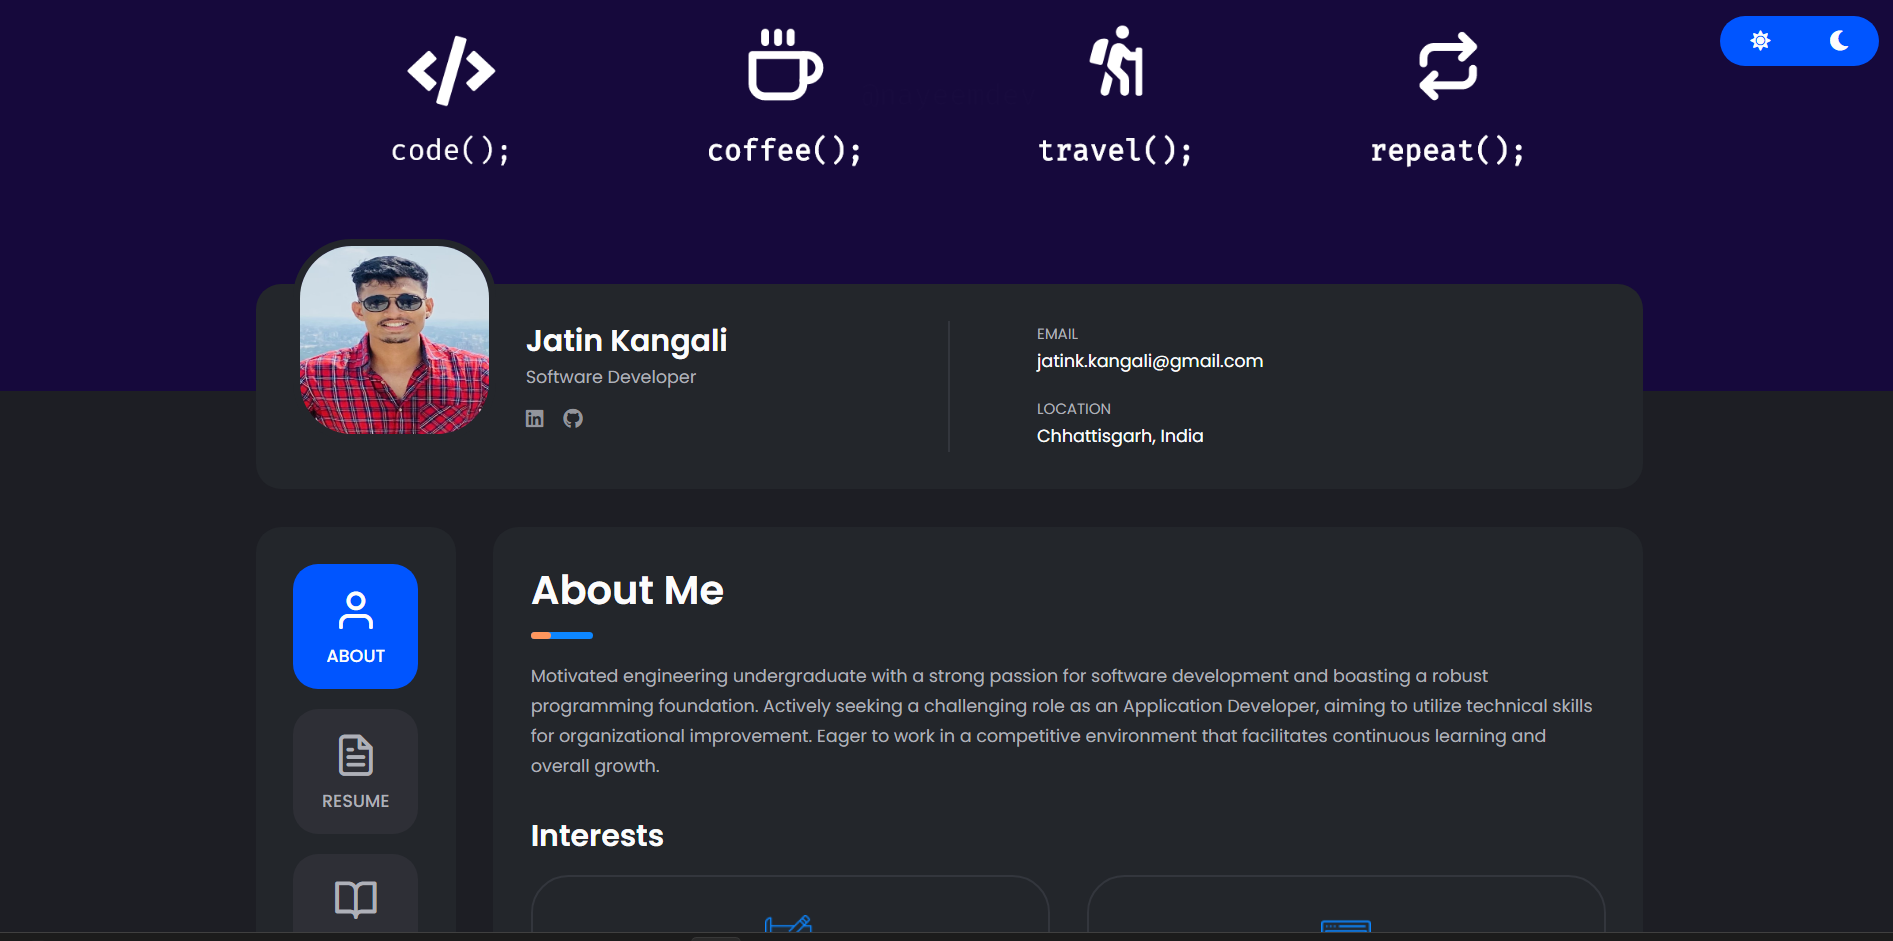 code();
coffee();
travel();
repeat();
Jatin Kangali
Software Developer
EMAIL
jatink.kangali@gmail.com
LOCATION
Chhattisgarh, India
ABOUT
RESUME
About Me
Motivated engineering undergraduate with a strong passion for software development and boasting a robust
programming foundation. Actively seeking a challenging role as an Application Developer, aiming to utilize technical skills
for organizational improvement. Eager to work in a competitive environment that facilitates continuous learning and
overall growth.
Interests